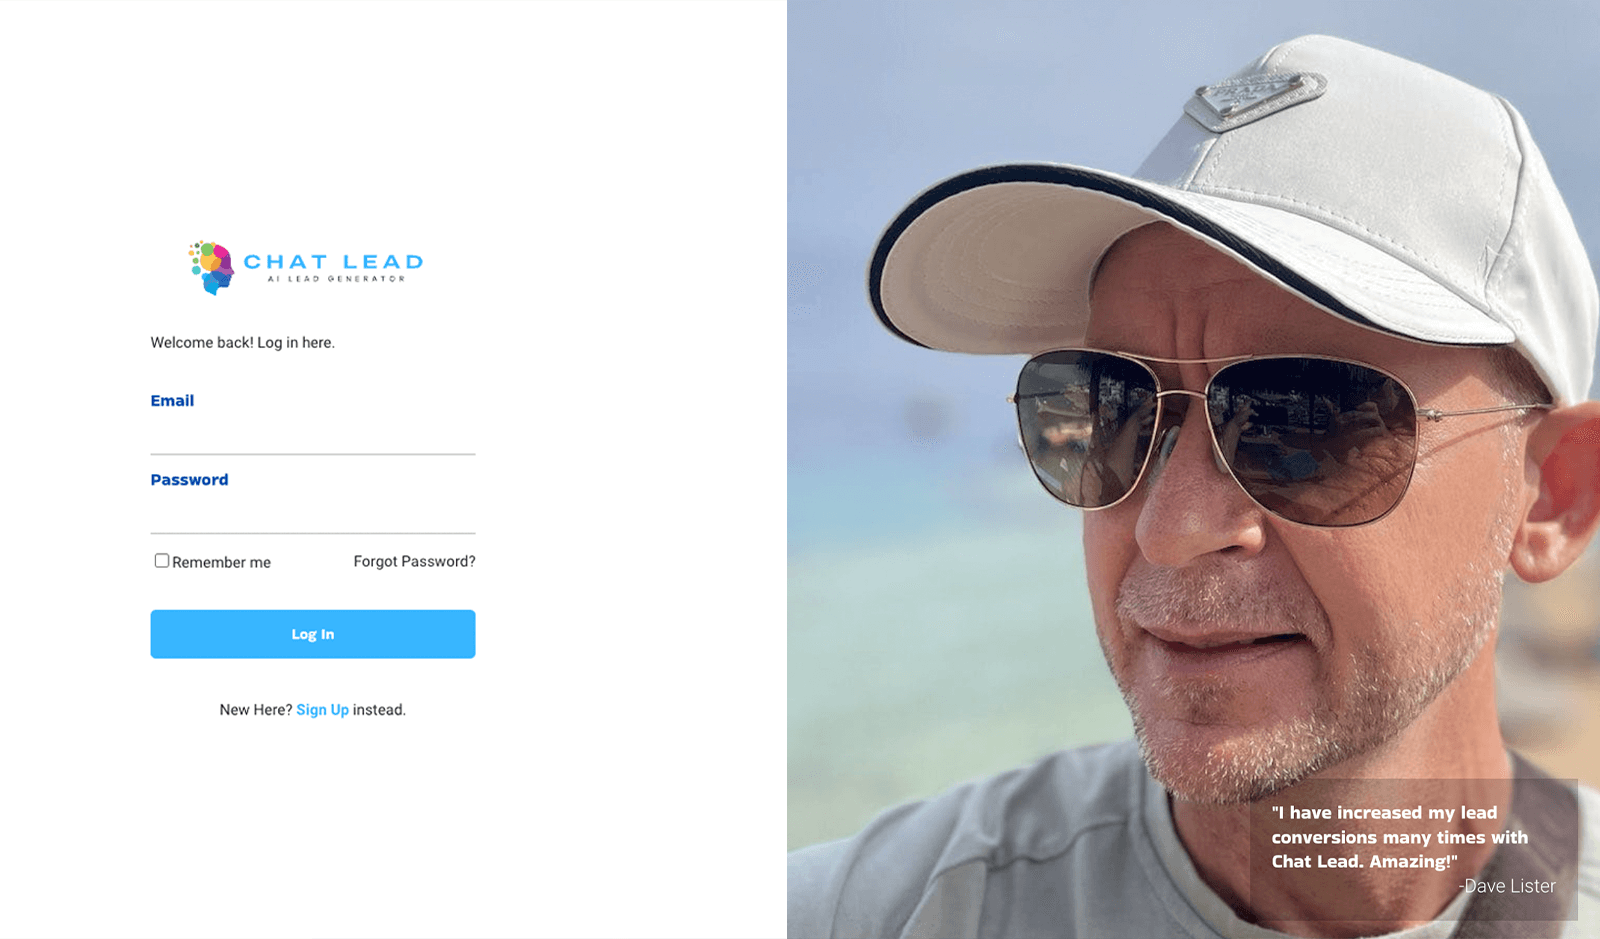 CHAT LEAD
AI LEAD GENERATOR
Welcome back! Log in here.
Email
Password
Remember me
Forgot Password?
Log In
New Here? Sign Up instead.
PRADA
"I have increased my lead
conversions many times with
Chat Lead. Amazing!"
-Dave Lister